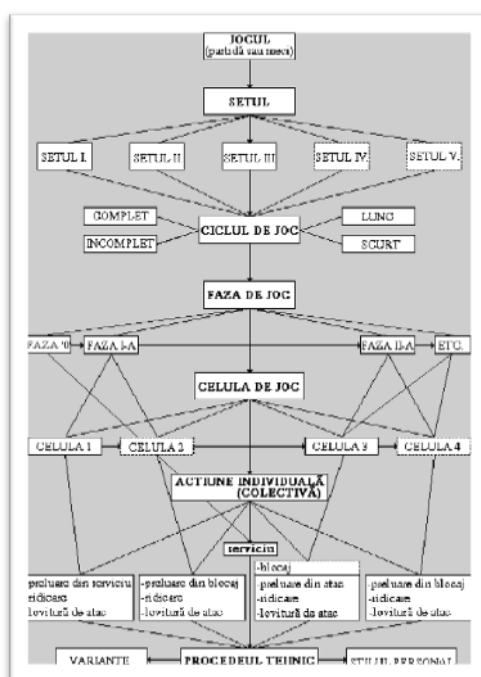 JOCUL
(partidă sau meci)
SETUL
SETUL I.
SETUL II
SETUL III
SETUL IV.
SETUL V.
COMPLET
LUNG
CICLUL DE JOC
INCOMPLET
SCURT
FAZA DE JOC
FAZA '0
FAZA I-A
FAZA II-A
ETC.
CELULA DE JOC
CELULA 1
CELULA 2
CELULA 3
CELULA 4
ACTIUNE INDIVIDUALĂ
(COLECTIVĂ)
serviciu
-preluare din serviciu
-ridicare
-lovitură de atac
-preluare din blocaj
-ridicare
-lovitură de atac
-blocaj
-preluare din atac
-ridicare
-lovitură de atac
-preluare din blocaj
-ridicare
-lovitură de atac
VARIANTE
PROCEDEUL TEHNIC
STILUL PERSONAL